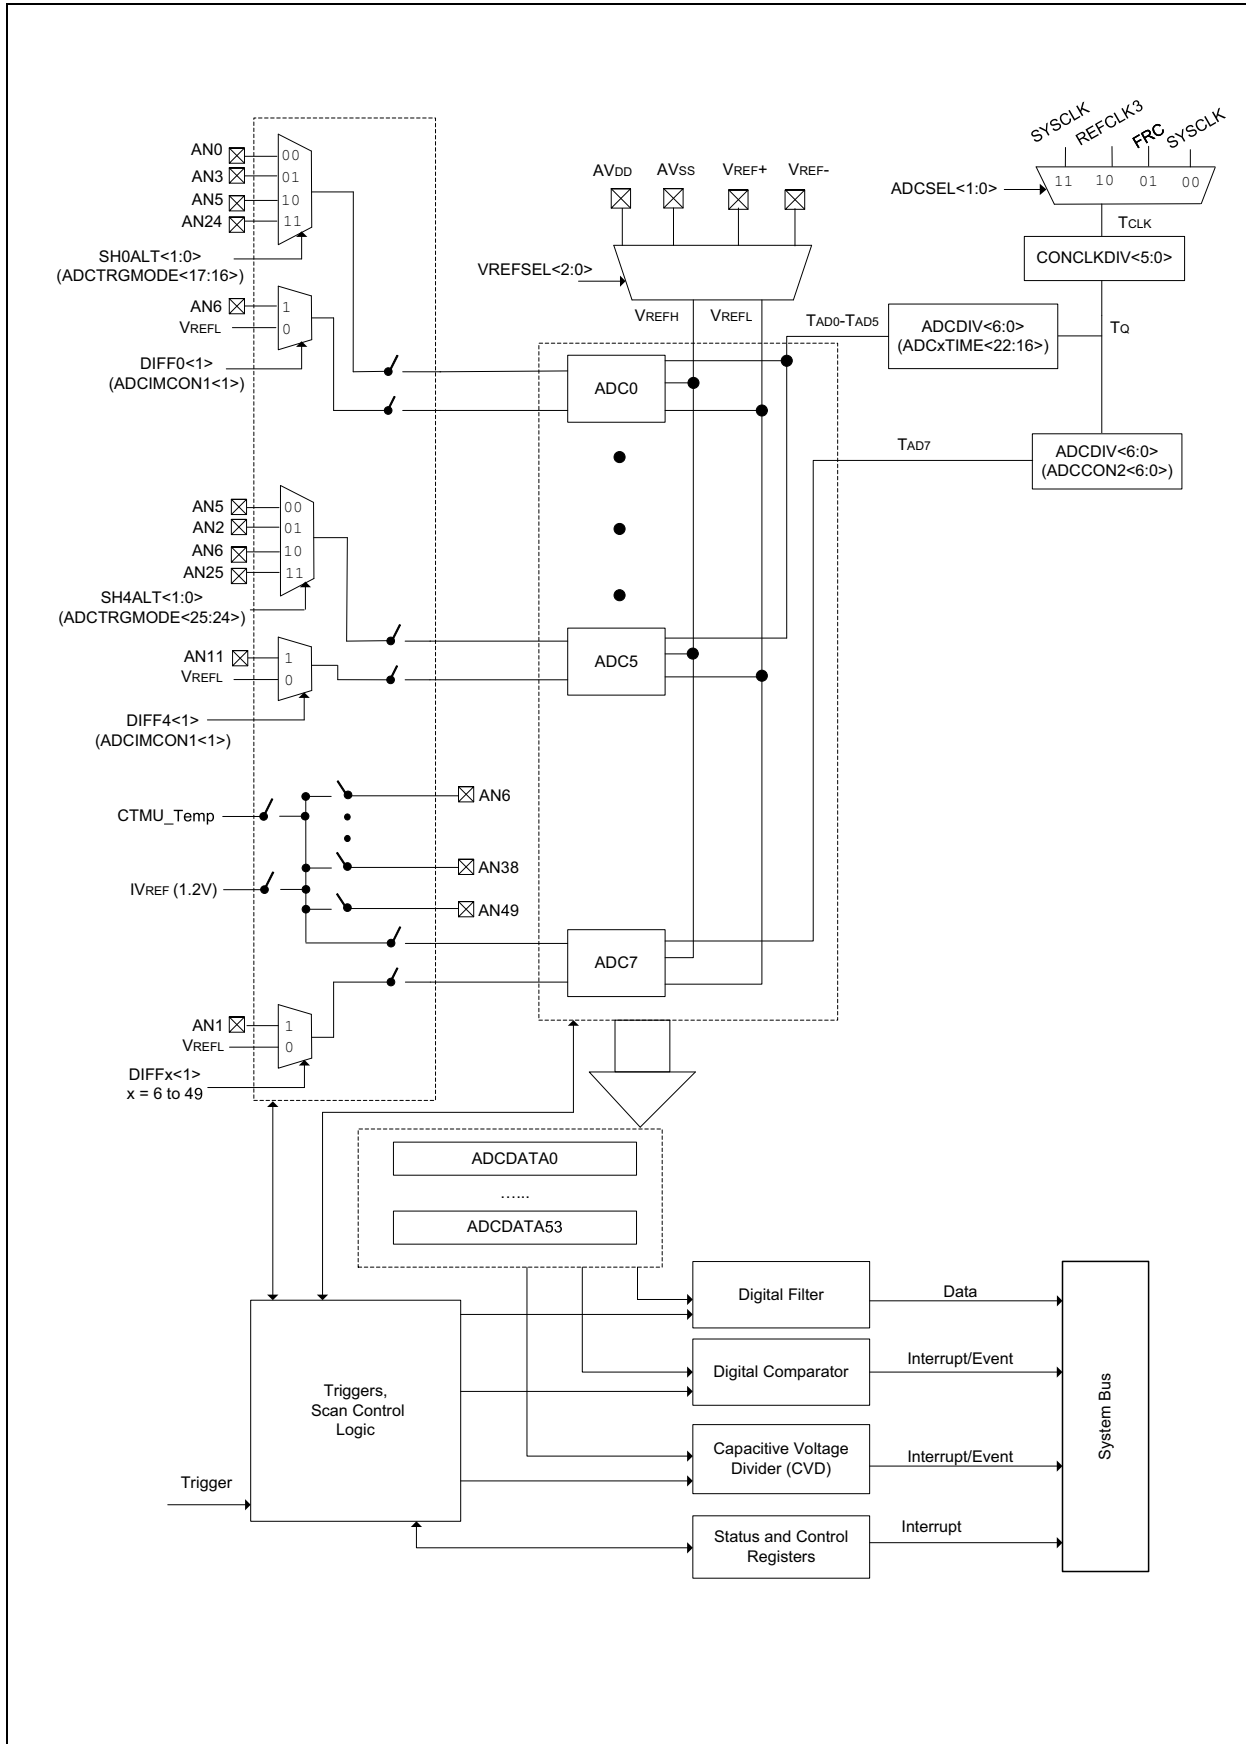 SYSCLK
REFCLK3
FRC
SYSCLK
ADCSEL<1:0>
11 10 01 00
TCLK
CONCLKDIV<5:0>
TQ
AN0
00
AN3
01
AN5
10
AN24
11
SH0ALT<1:0>
(ADCTRGMODE<17:16>)
AN6
1
VREFL
0
DIFF0<1>
(ADCIMCON1<1>)
AVDD AVSS VREF+ VREF-
VREFSEL<2:0>
VREFH VREFL
TAD0-TAD5
ADCDIV<6:0>
(ADCxTIME<22:16>)
ADC0
TAD7
ADCDIV<6:0>
(ADCCON2<6:0>)
AN5
00
AN2
01
AN6
10
AN25
11
SH4ALT<1:0>
(ADCTRGMODE<25:24>)
AN11
1
VREFL
0
DIFF4<1>
(ADCIMCON1<1>)
ADC5
CTMU_Temp
AN6
IVREF (1.2V)
AN38
AN49
ADC7
AN1
1
VREFL
0
DIFFx<1>
x = 6 to 49
ADCDATA0
…...
ADCDATA53
Triggers,
Scan Control
Logic
Trigger
Digital Filter
Data
Digital Comparator
Interrupt/Event
Capacitive Voltage
Divider (CVD)
Interrupt/Event
Status and Control
Registers
Interrupt
System Bus